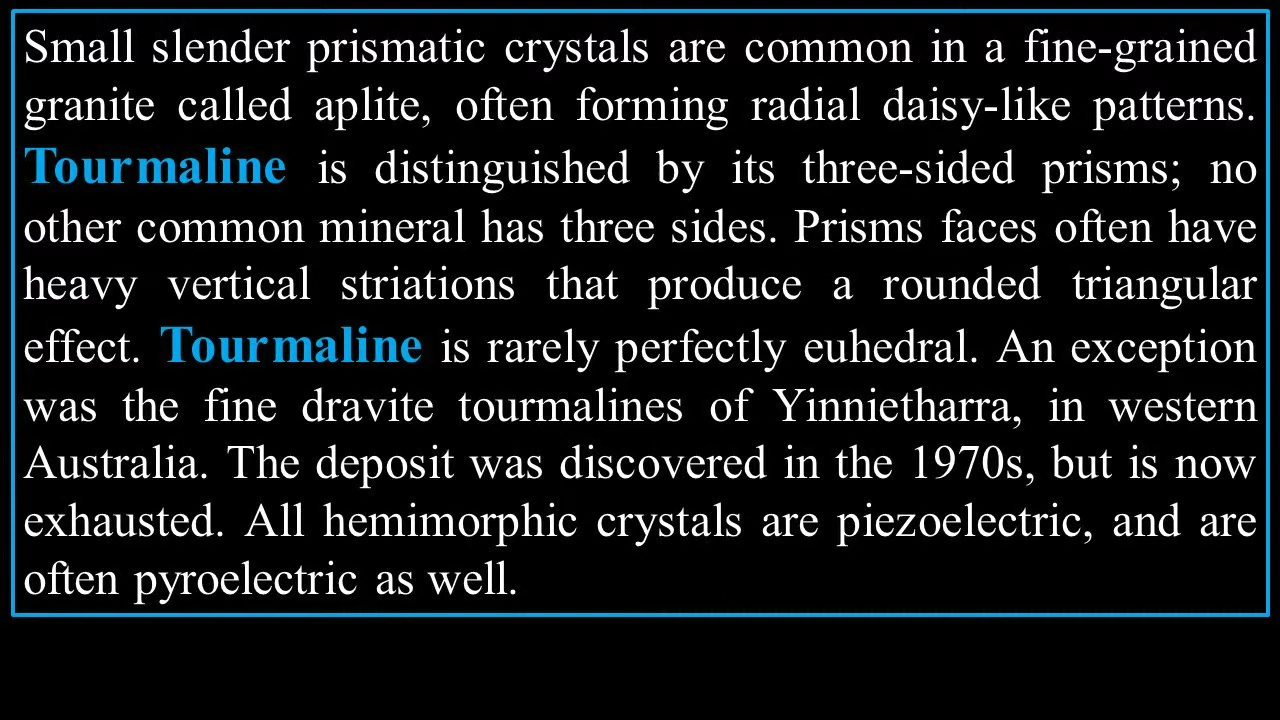 Small slender prismatic crystals are common in a fine-grained
granite called aplite, often forming radial daisy-like patterns.
Tourmaline is distinguished by its three-sided prisms; no
other common mineral has three sides. Prisms faces often have
heavy vertical striations that produce a rounded triangular
effect. Tourmaline is rarely perfectly euhedral. An exception
was the fine dravite tourmalines of Yinnietharra, in western
Australia. The deposit was discovered in the 1970s, but is now
exhausted. All hemimorphic crystals are piezoelectric, and are
often pyroelectric as well.